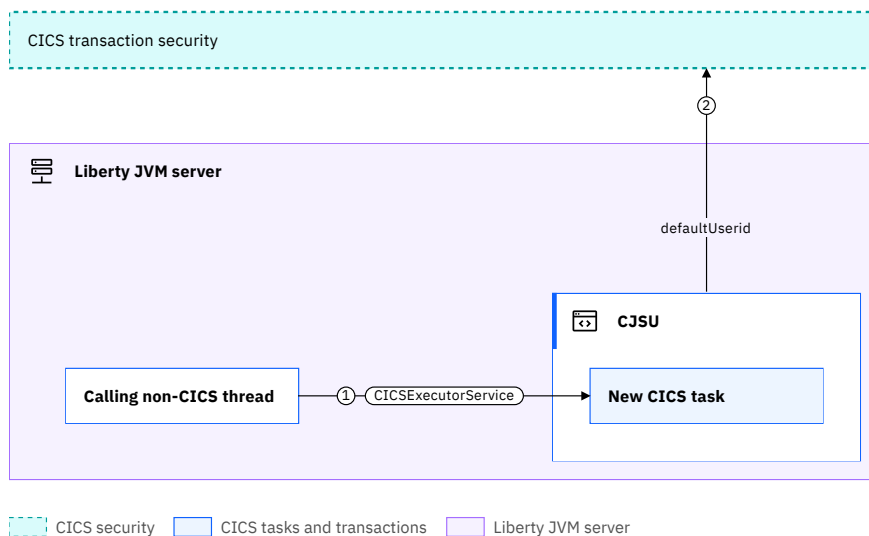 CICS transaction security
2
Liberty JVM server
defaultUserid
CJSU
Calling non-CICS thread
1
CICSExecutorService
New CICS task
CICS security
CICS tasks and transactions
Liberty JVM server